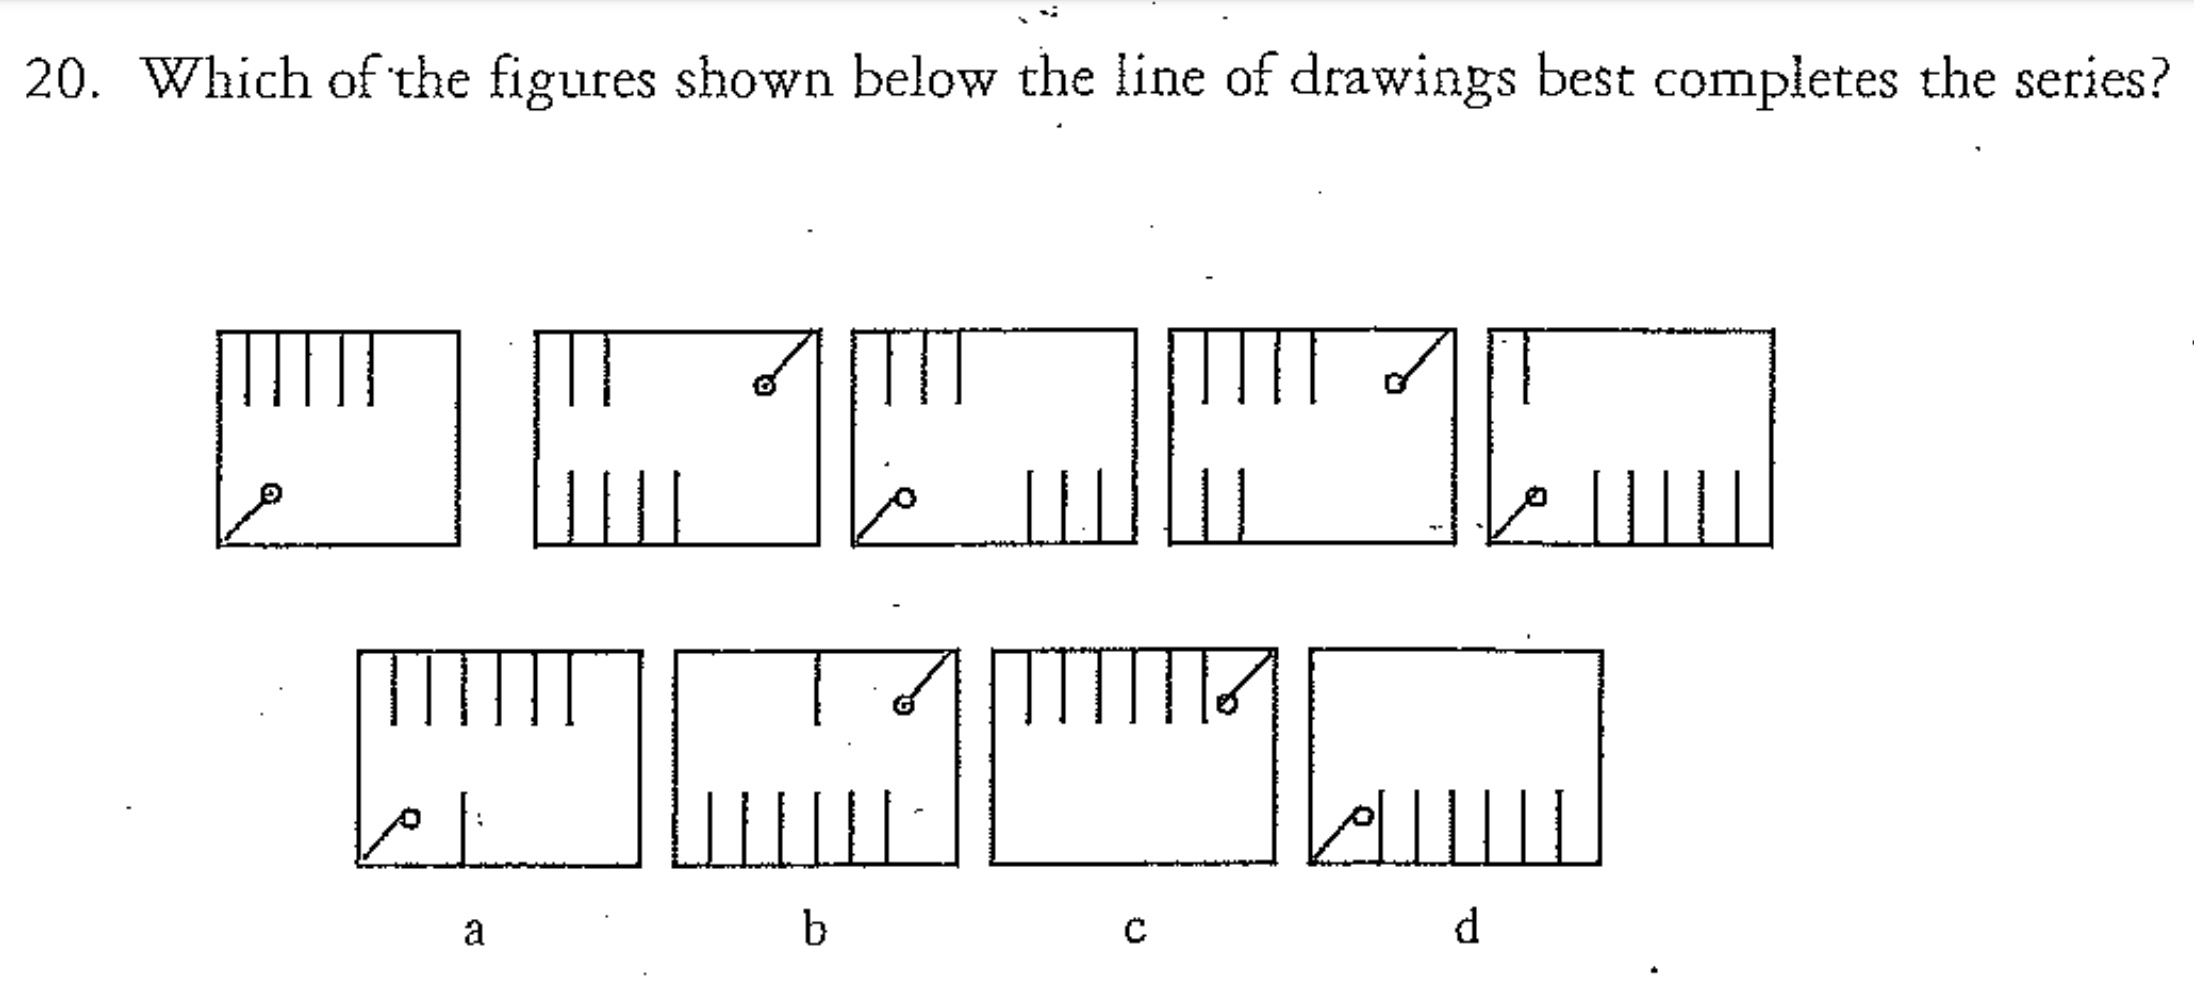 20. Which of the figures shown below the line of drawings best completes the series?
a b c d